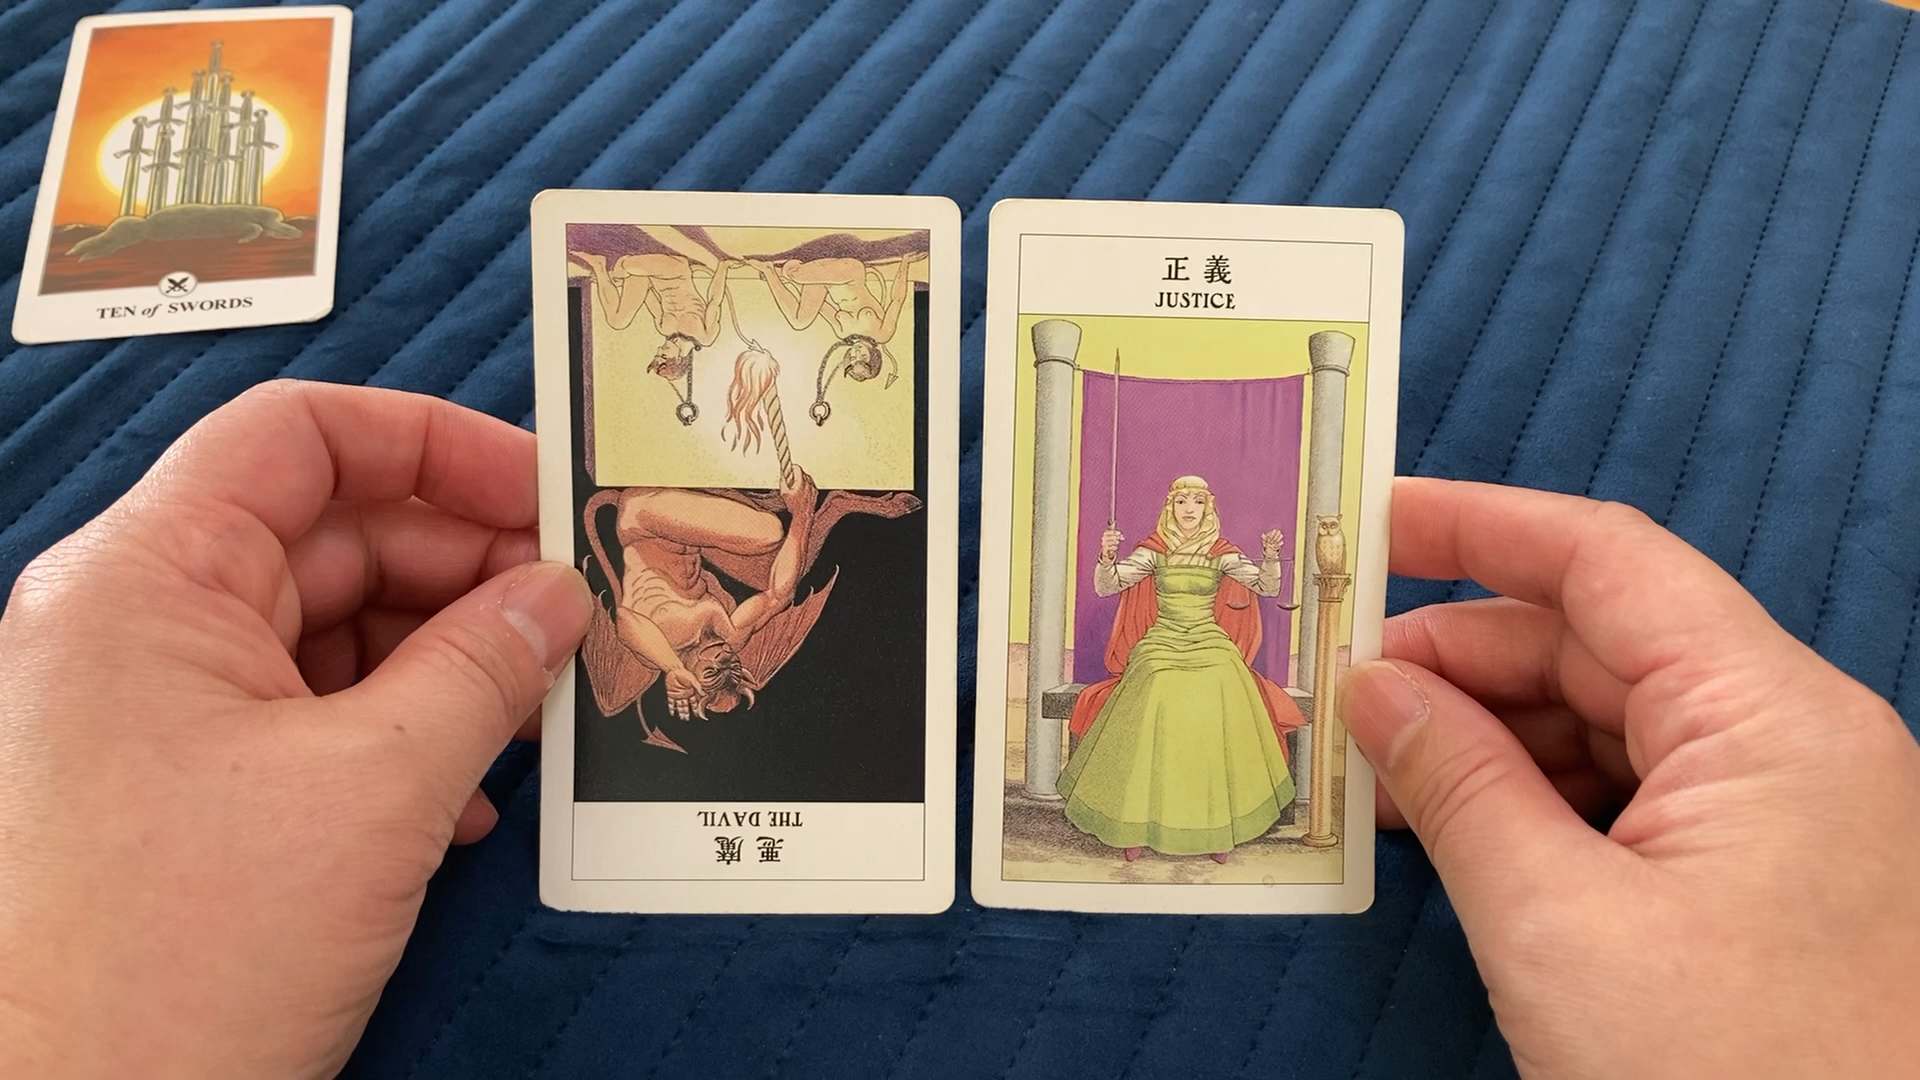 TEN of SWORDS
正義
JUSTICE
THE DAVIL
悪魔